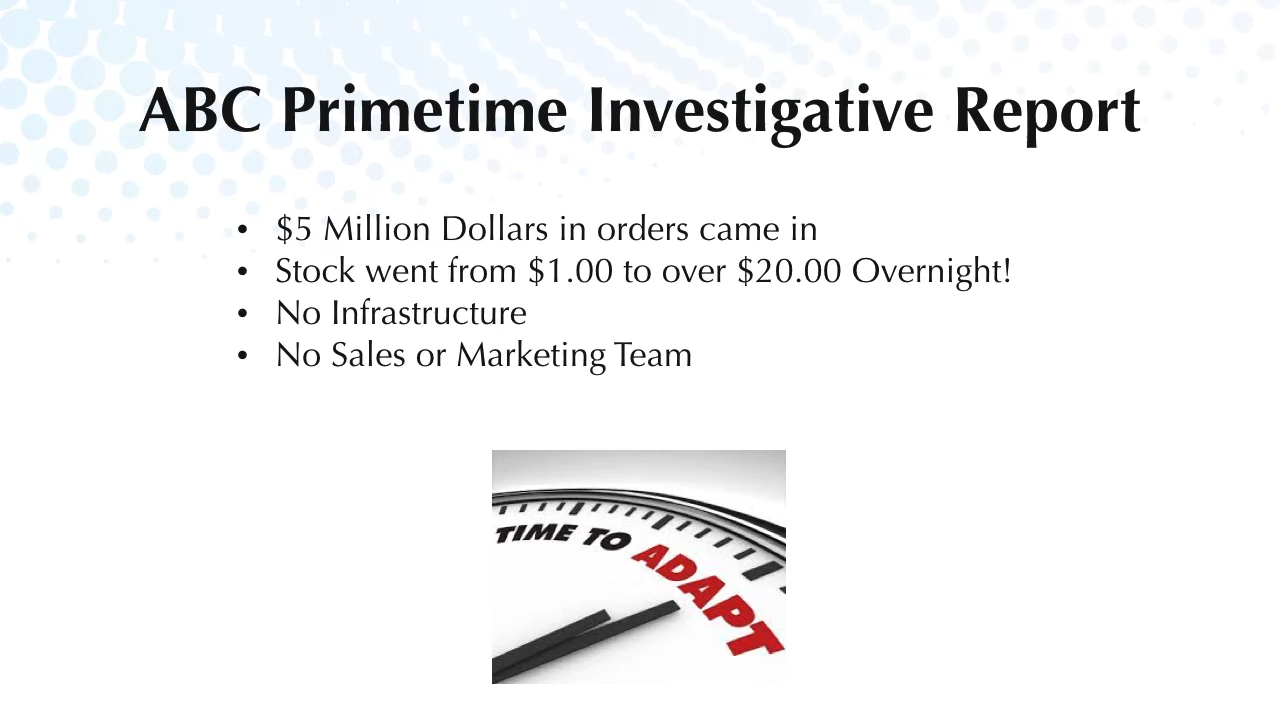 ABC Primetime Investigative Report
• $5 Million Dollars in orders came in
• Stock went from $1.00 to over $20.00 Overnight!
• No Infrastructure
• No Sales or Marketing Team
TIME TO ADAPT